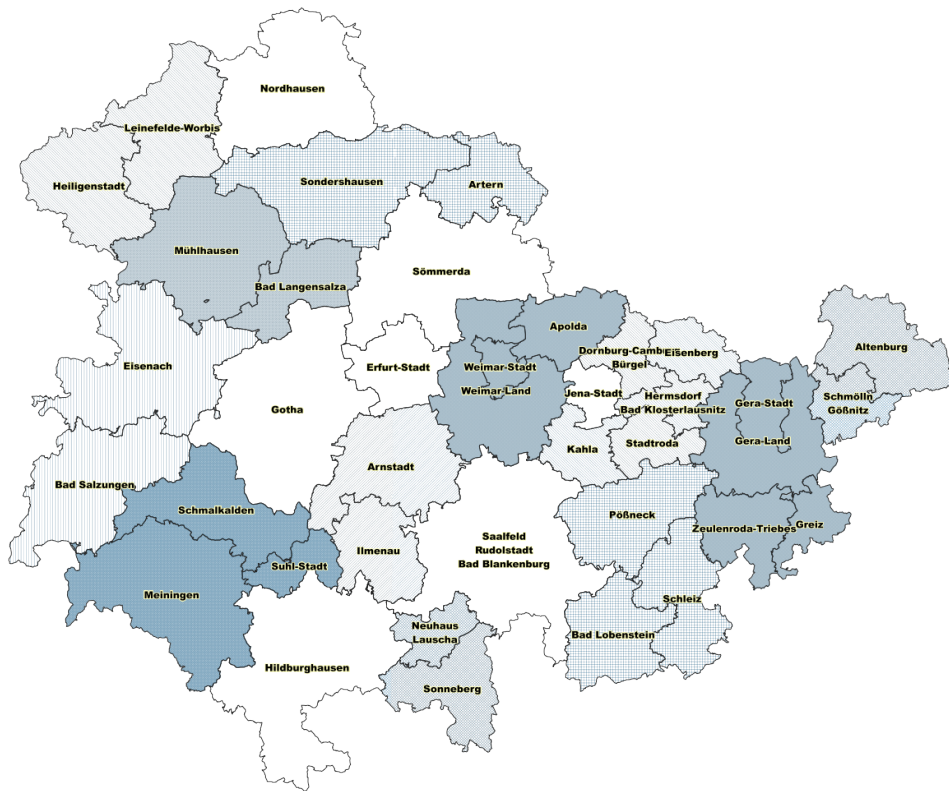 Nordhausen
Leinefelde-Worbis
Heiligenstadt
Sondershausen
Artern
Mühlhausen
Bad Langensalza
Sömmerda
Apolda
Eisenach
Erfurt-Stadt
Weimar-Stadt
Weimar-Land
Dornburg-Camburg
Bürgel
Eisenberg
Altenburg
Gotha
Jena-Stadt
Hermsdorf
Bad Klosterlausnitz
Gera-Stadt
Schmölln
Gößnitz
Gera-Land
Kahla
Stadtroda
Arnstadt
Bad Salzungen
Schmalkalden
Pößneck
Zeulenroda-Triebes
Greiz
Saalfeld
Rudolstadt
Bad Blankenburg
Ilmenau
Suhl-Stadt
Meiningen
Schleiz
Neuhaus
Lauscha
Bad Lobenstein
Hildburghausen
Sonneberg